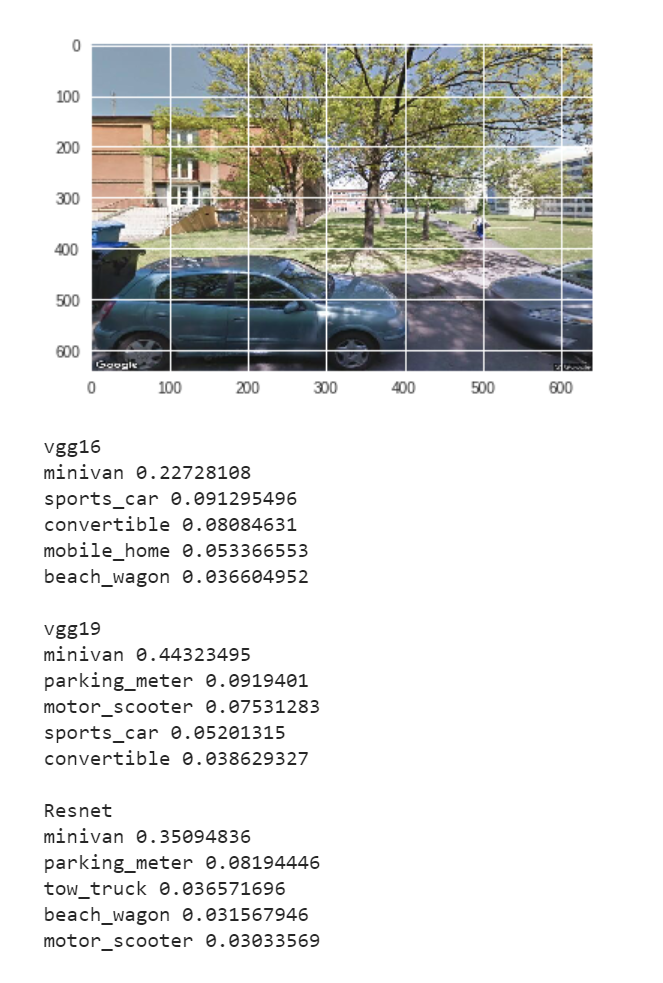 0
100
200
300
400
500
600
Google
0 100 200 300 400 500 600
vgg16
minivan 0.22728108
sports_car 0.091295496
convertible 0.08084631
mobile_home 0.053366553
beach_wagon 0.036604952
vgg19
minivan 0.44323495
parking_meter 0.0919401
motor_scooter 0.07531283
sports_car 0.05201315
convertible 0.038629327
Resnet
minivan 0.35094836
parking_meter 0.08194446
tow_truck 0.036571696
beach_wagon 0.031567946
motor_scooter 0.03033569